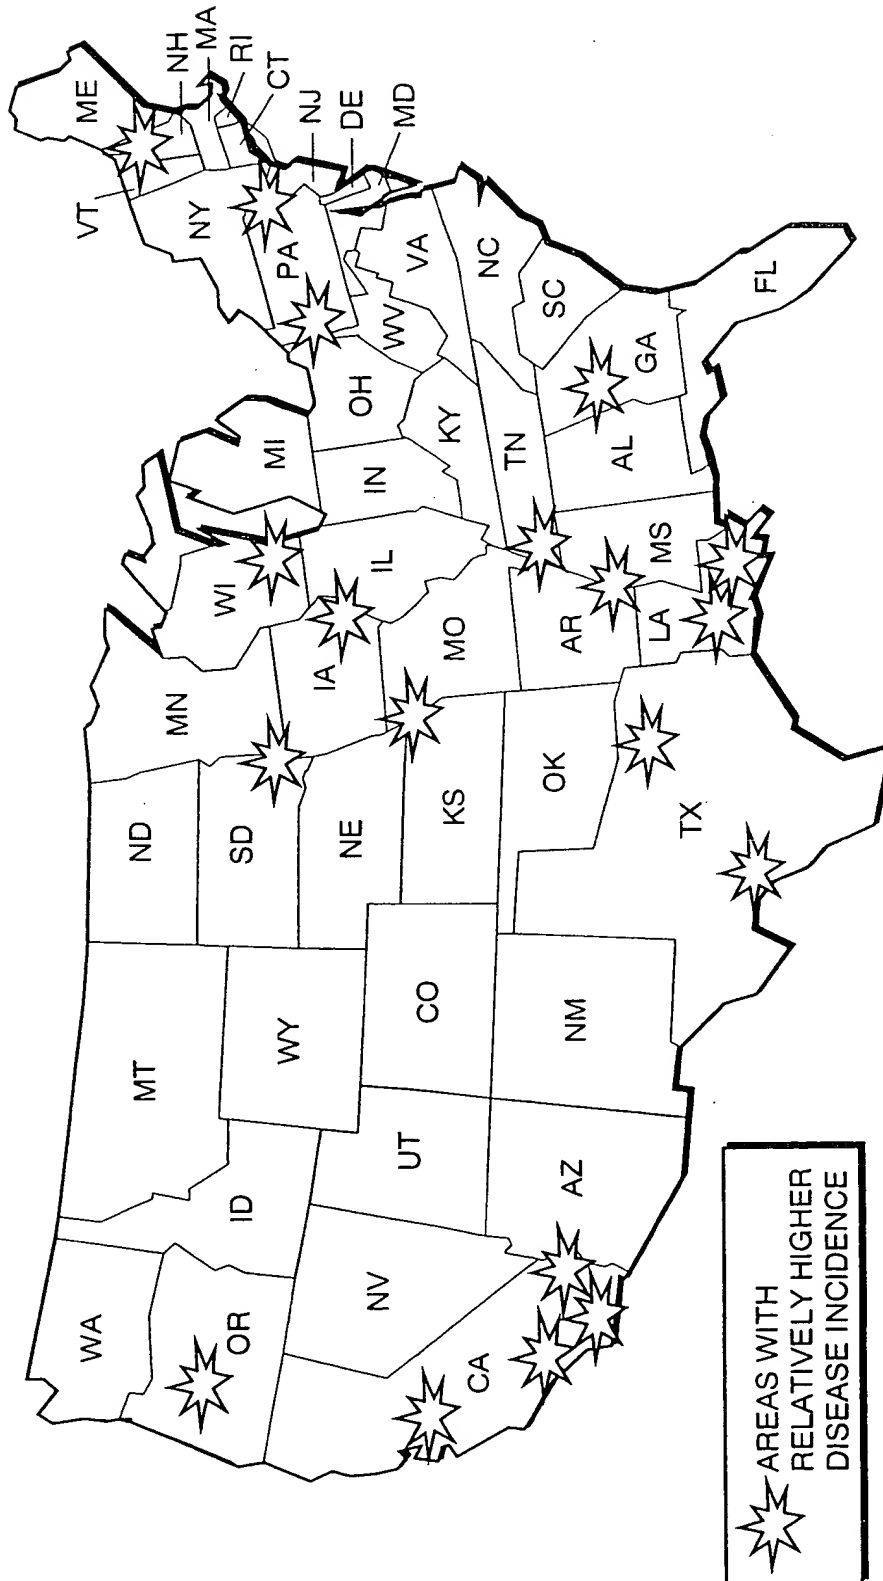 WA
OR
CA
NV
ID
MT
WY
UT
AZ
CO
NM
ND
SD
NE
KS
OK
TX
MN
IA
MO
AR
LA
WI
IL
MS
MI
IN
OH
KY
TN
AL
GA
FL
SC
NC
VA
WV
PA
NY
VT
ME
NH
MA
RI
CT
NJ
DE
MD
AREAS WITH
RELATIVELY HIGHER
DISEASE INCIDENCE